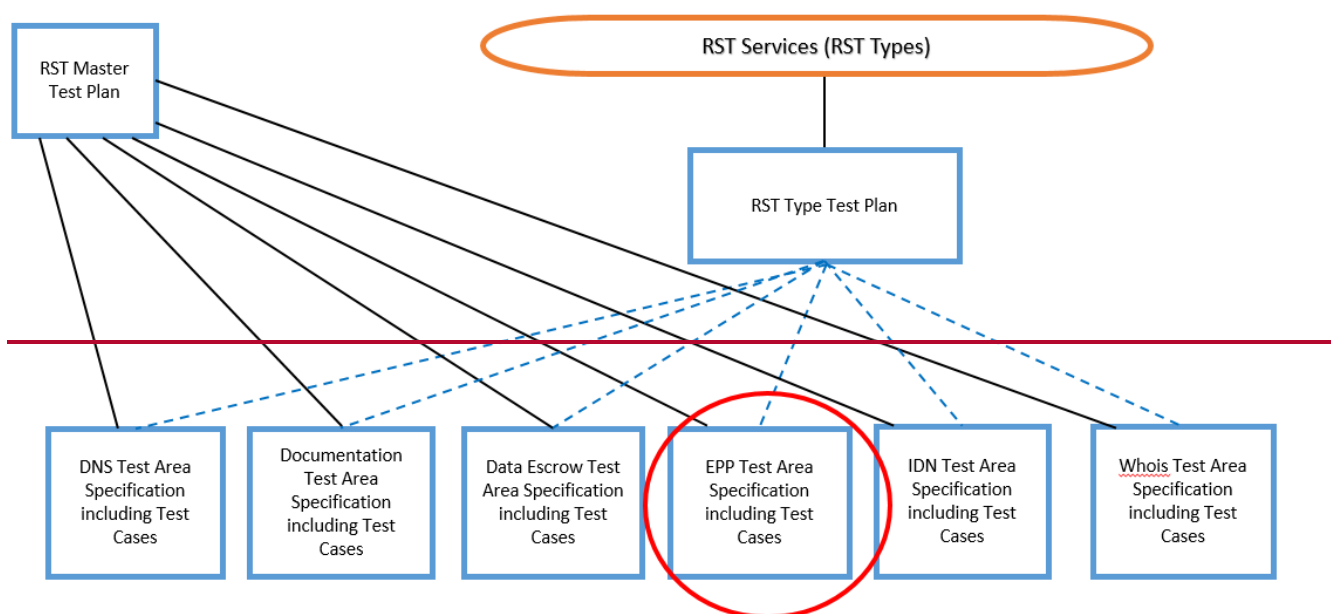 RST Services (RST Types)
RST Master
Test Plan
RST Type Test Plan
DNS Test Area
Specification
including Test
Cases
Documentation
Test Area
Specification
including Test
Cases
Data Escrow Test
Area Specification
including Test
Cases
EPP Test Area
Specification
including Test
Cases
IDN Test Area
Specification
including Test
Cases
Whois Test Area
Specification
including Test
Cases